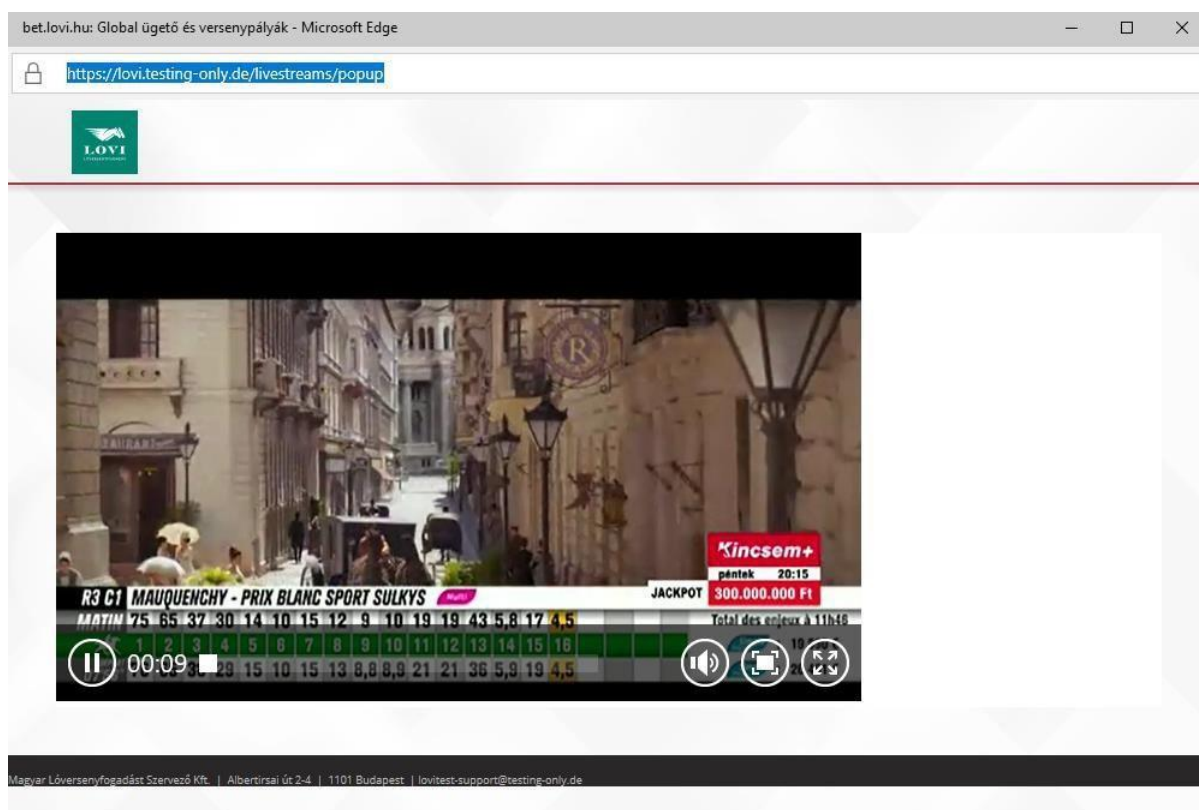 bet.lovi.hu: Global ügető és versenypályák - Microsoft Edge
https://lovi.testing-only.de/livestreams/popup
LOVI
R
RESTAURANT
Kincsem+
péntek 20:15
JACKPOT 300.000.000 Ft
R3 C1 MAUQUENCHY - PRIX BLANC SPORT SULKYS Multi
MATIN 75 65 37 30 14 10 15 12 9 10 19 19 43 5,8 17 4,5
Total des enjeux à 11h46
1 2 3 4 5 6 7 8 9 10 11 12 13 14 15 16
00:09
29 15 10 15 13 8,8 8,9 21 21 36 5,9 19 4,5
Magyar Lóversenyfogadást Szervező Kft. | Albertirsai út 2-4 | 1101 Budapest | lovitest-support@testing-only.de